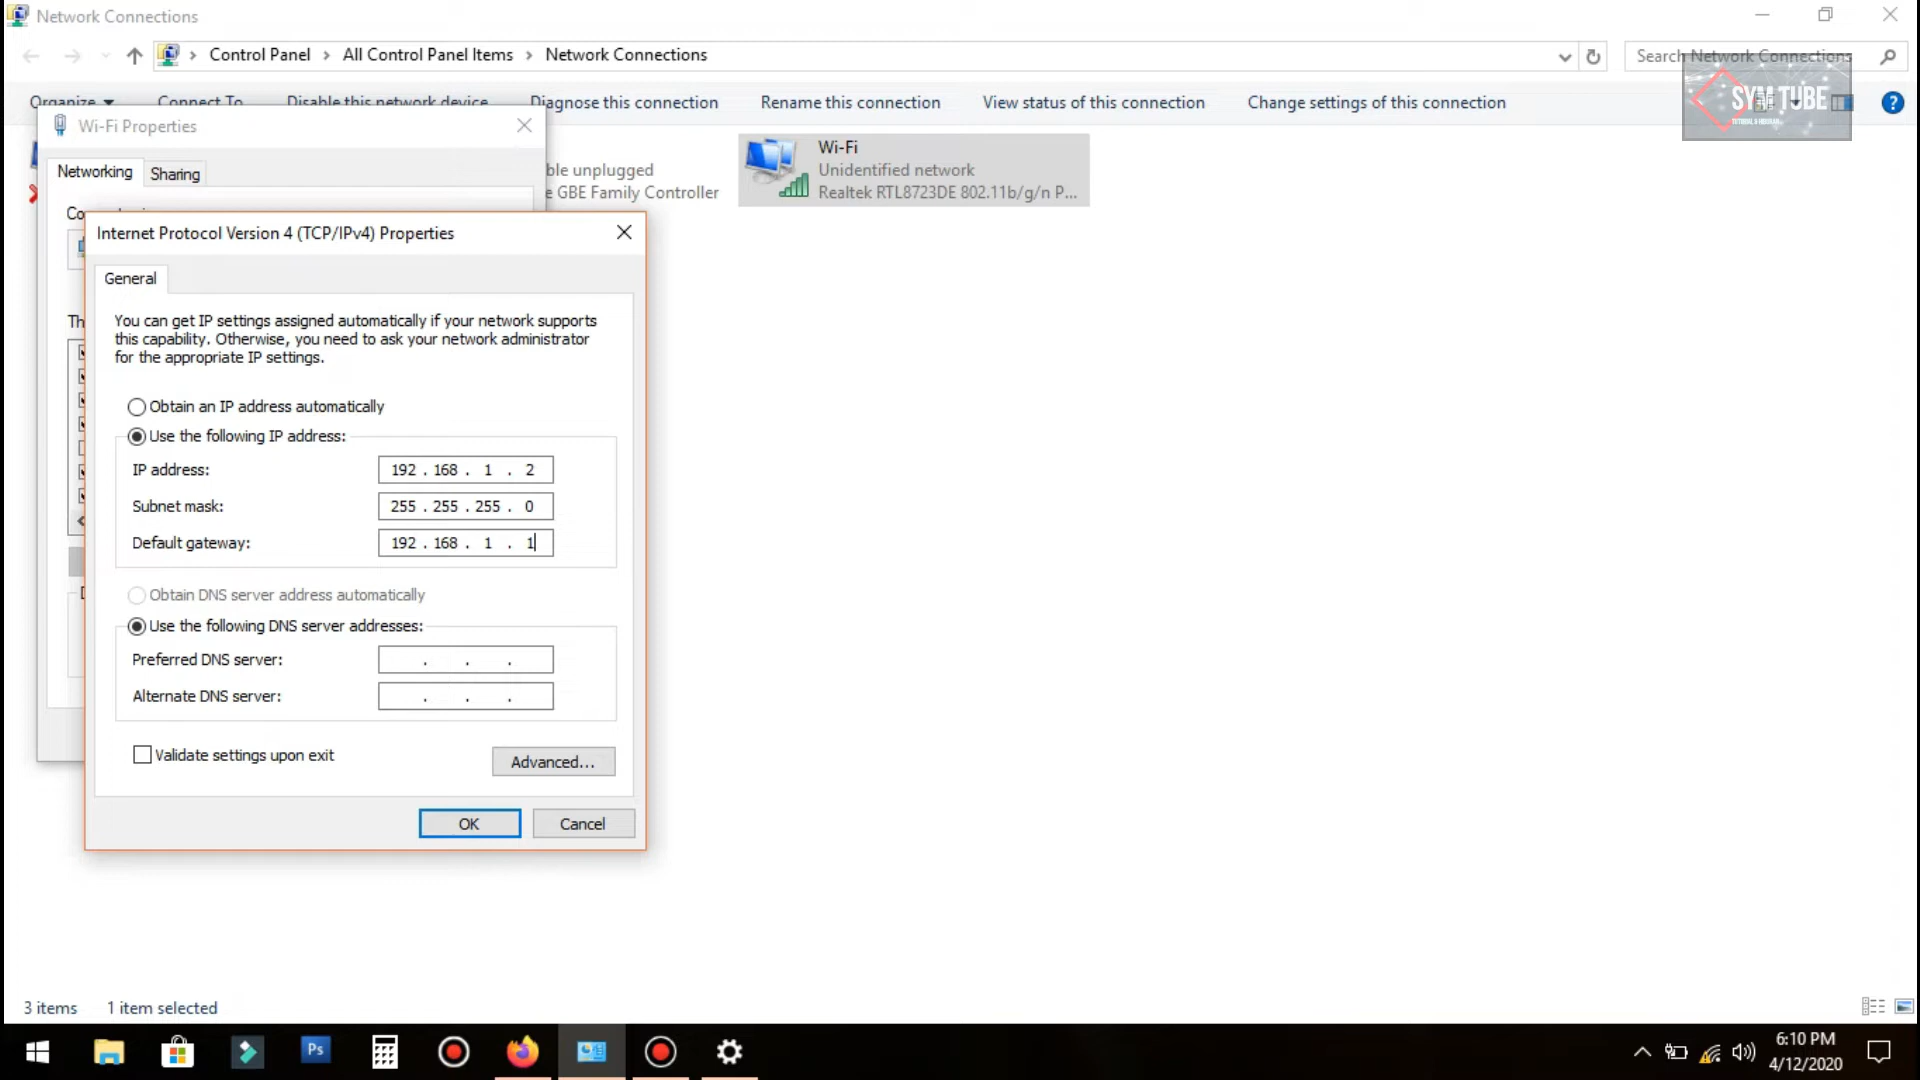 Network Connections
Control Panel > All Control Panel Items > Network Connections
Search Network Connections
Organize
Connect To
Disable this network device
Diagnose this connection
Rename this connection
View status of this connection
Change settings of this connection
SYM TUBE
Wi-Fi Properties
Networking
Sharing
ble unplugged
e GBE Family Controller
Wi-Fi
Unidentified network
Realtek RTL8723DE 802.11b/g/n P...
Internet Protocol Version 4 (TCP/IPv4) Properties
General
You can get IP settings assigned automatically if your network supports
this capability. Otherwise, you need to ask your network administrator
for the appropriate IP settings.
Obtain an IP address automatically
Use the following IP address:
IP address:
192 . 168 . 1 . 2
Subnet mask:
255 . 255 . 255 . 0
Default gateway:
192 . 168 . 1 . 1
Obtain DNS server address automatically
Use the following DNS server addresses:
Preferred DNS server:
. . .
Alternate DNS server:
. . .
Validate settings upon exit
Advanced...
OK
Cancel
3 items
1 item selected
Ps
6:10 PM
4/12/2020